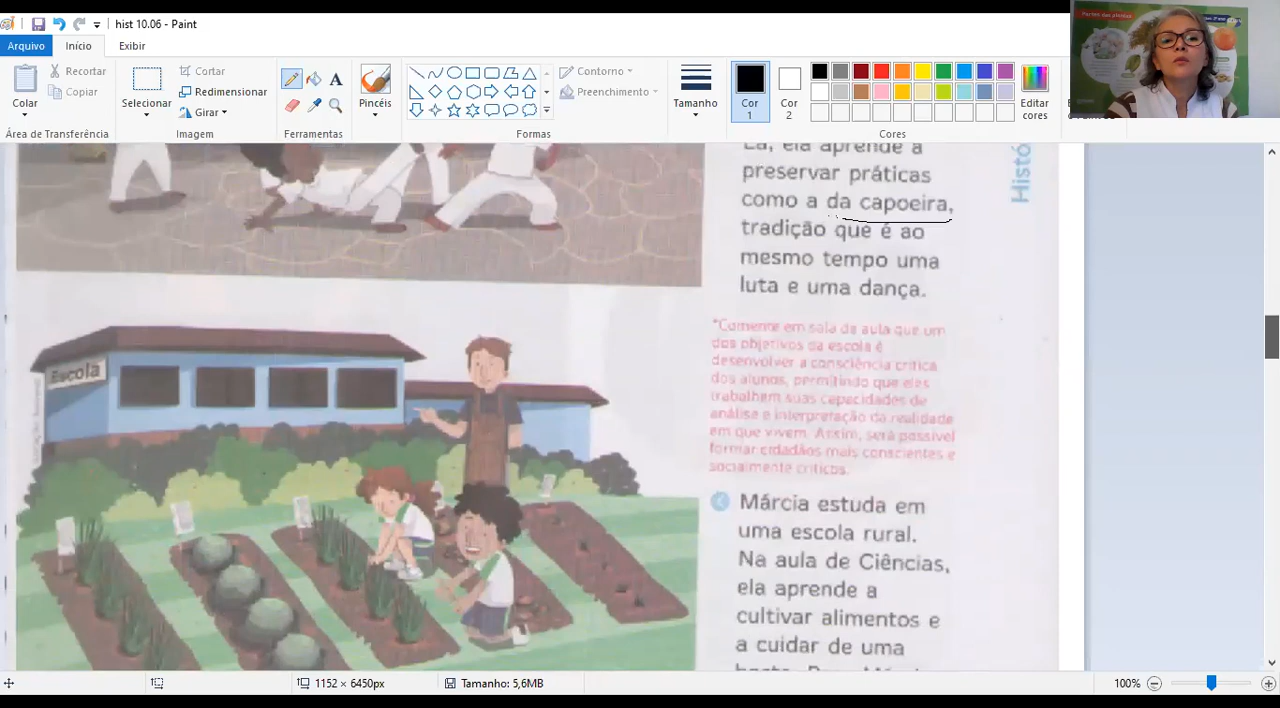 hist 10.06 - Paint
Arquivo
Início
Exibir
Colar
Recortar
Copiar
Área de Transferência
Selecionar
Cortar
Redimensionar
Girar
Imagem
Ferramentas
Pincéis
Contorno
Preenchimento
Formas
Tamanho
Cor
1
Cor
2
Editar
cores
Cores
Partes das plantas
Lá, ela aprende a
preservar práticas
como a da capoeira,
tradição que é ao
mesmo tempo uma
luta e uma dança.
Histó
*Comente em sala de aula que um
dos objetivos da escola é
desenvolver a consciência crítica
dos alunos, permitindo que eles
trabalhem suas capacidades de
análise e interpretação da realidade
em que vivem. Assim, será possível
formar cidadãos mais conscientes e
socialmente críticos.
Escola
Márcia estuda em
uma escola rural.
Na aula de Ciências,
ela aprende a
cultivar alimentos e
a cuidar de uma
1152 × 6450px
Tamanho: 5,6MB
100%